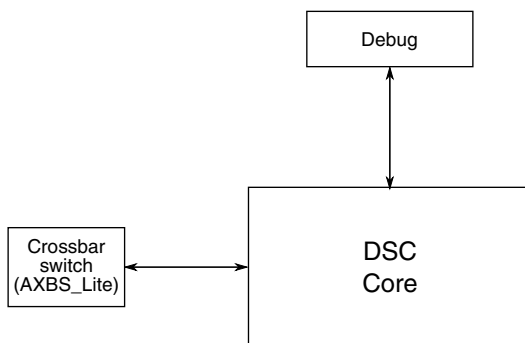 Debug
Crossbar
switch
(AXBS_Lite)
DSC
Core